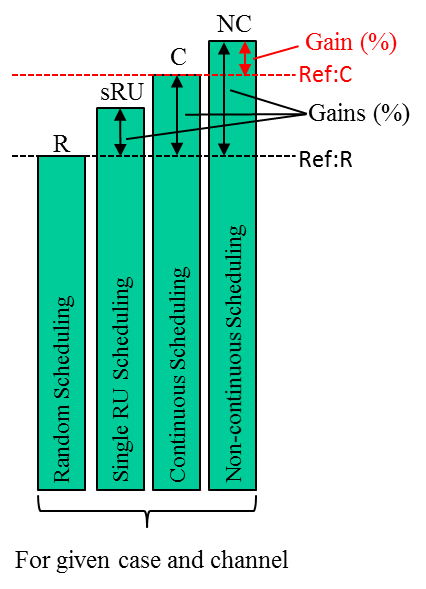 NC
Gain (%)
C
Ref:C
sRU
Gains (%)
R
Ref:R
Random Scheduling
Single RU Scheduling
Continuous Scheduling
Non-continuous Scheduling
For given case and channel